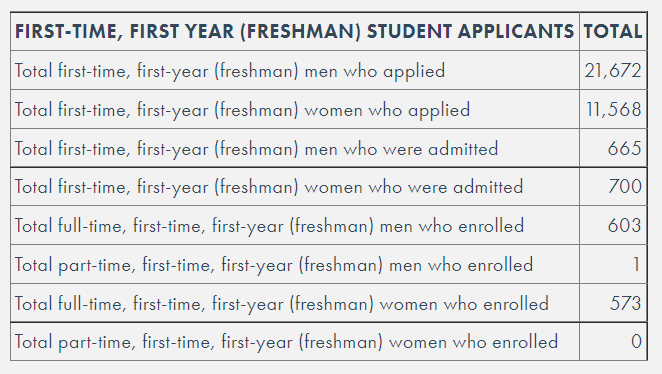 FIRST-TIME, FIRST YEAR (FRESHMAN) STUDENT APPLICANTS TOTAL
Total first-time, first-year (freshman) men who applied 21,672
Total first-time, first-year (freshman) women who applied 11,568
Total first-time, first-year (freshman) men who were admitted 665
Total first-time, first-year (freshman) women who were admitted 700
Total full-time, first-time, first-year (freshman) men who enrolled 603
Total part-time, first-time, first-year (freshman) men who enrolled 1
Total full-time, first-time, first-year (freshman) women who enrolled 573
Total part-time, first-time, first-year (freshman) women who enrolled 0